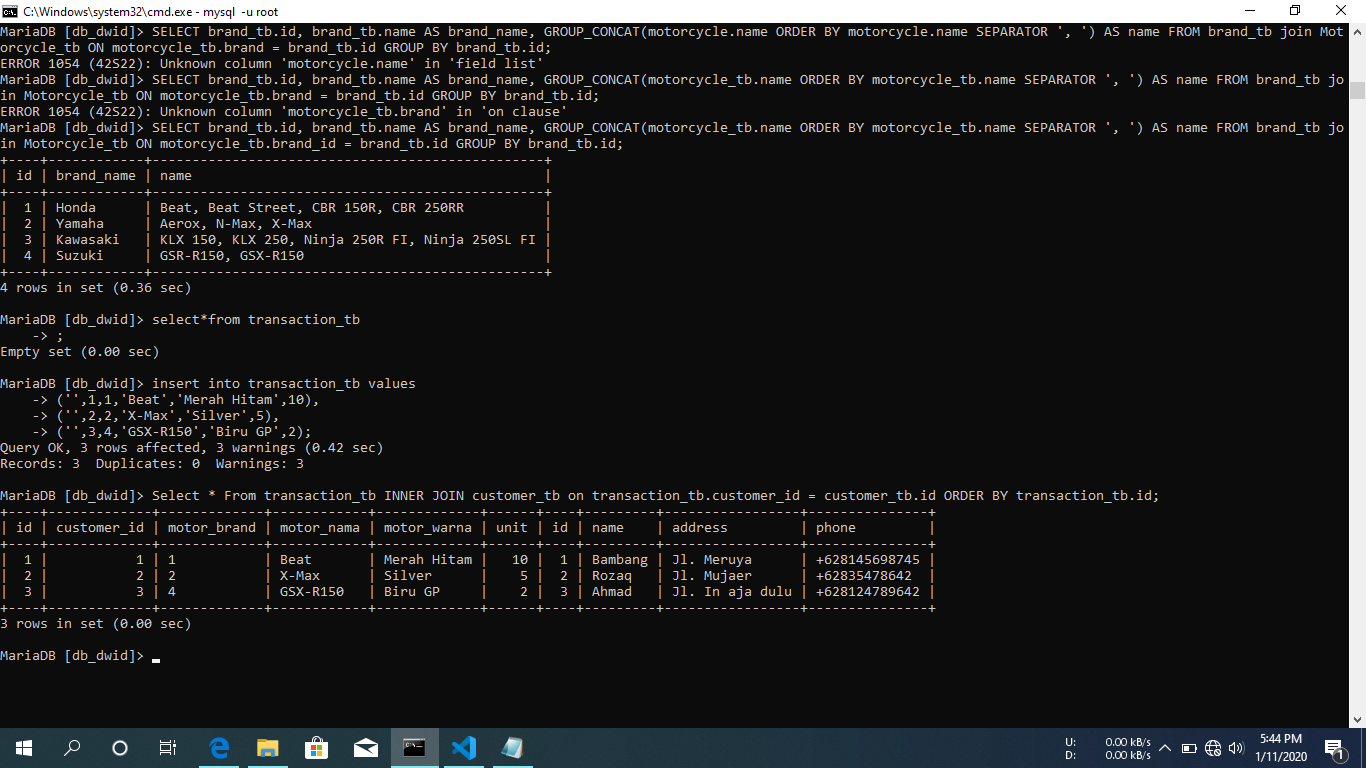 C:\Windows\system32\cmd.exe - mysql  -u root
MariaDB [db_dwid]> SELECT brand_tb.id, brand_tb.name AS brand_name, GROUP_CONCAT(motorcycle.name ORDER BY motorcycle.name SEPARATOR ', ') AS name FROM brand_tb join Mot
orcycle_tb ON motorcycle_tb.brand = brand_tb.id GROUP BY brand_tb.id;
ERROR 1054 (42S22): Unknown column 'motorcycle.name' in 'field list'
MariaDB [db_dwid]> SELECT brand_tb.id, brand_tb.name AS brand_name, GROUP_CONCAT(motorcycle_tb.name ORDER BY motorcycle_tb.name SEPARATOR ', ') AS name FROM brand_tb jo
in Motorcycle_tb ON motorcycle_tb.brand = brand_tb.id GROUP BY brand_tb.id;
ERROR 1054 (42S22): Unknown column 'motorcycle_tb.brand' in 'on clause'
MariaDB [db_dwid]> SELECT brand_tb.id, brand_tb.name AS brand_name, GROUP_CONCAT(motorcycle_tb.name ORDER BY motorcycle_tb.name SEPARATOR ', ') AS name FROM brand_tb jo
in Motorcycle_tb ON motorcycle_tb.brand_id = brand_tb.id GROUP BY brand_tb.id;
+----+------------+-------------------------------------------------+
| id | brand_name | name                                            |
+----+------------+-------------------------------------------------+
|  1 | Honda      | Beat, Beat Street, CBR 150R, CBR 250RR          |
|  2 | Yamaha     | Aerox, N-Max, X-Max                             |
|  3 | Kawasaki   | KLX 150, KLX 250, Ninja 250R FI, Ninja 250SL FI |
|  4 | Suzuki     | GSR-R150, GSX-R150                              |
+----+------------+-------------------------------------------------+
4 rows in set (0.36 sec)
MariaDB [db_dwid]> select*from transaction_tb
    -> ;
Empty set (0.00 sec)
MariaDB [db_dwid]> insert into transaction_tb values
    -> ('',1,1,'Beat','Merah Hitam',10),
    -> ('',2,2,'X-Max','Silver',5),
    -> ('',3,4,'GSX-R150','Biru GP',2);
Query OK, 3 rows affected, 3 warnings (0.42 sec)
Records: 3  Duplicates: 0  Warnings: 3
MariaDB [db_dwid]> Select * From transaction_tb INNER JOIN customer_tb on transaction_tb.customer_id = customer_tb.id ORDER BY transaction_tb.id;
+----+-------------+-------------+------------+-------------+------+----+---------+-----------------+---------------+
| id | customer_id | motor_brand | motor_nama | motor_warna | unit | id | name    | address         | phone         |
+----+-------------+-------------+------------+-------------+------+----+---------+-----------------+---------------+
|  1 |           1 | 1           | Beat       | Merah Hitam |   10 |  1 | Bambang | Jl. Meruya      | +628145698745 |
|  2 |           2 | 2           | X-Max      | Silver      |    5 |  2 | Rozaq   | Jl. Mujaer      | +62835478642  |
|  3 |           3 | 4           | GSX-R150   | Biru GP     |    2 |  3 | Ahmad   | Jl. In aja dulu | +628124789642 |
+----+-------------+-------------+------------+-------------+------+----+---------+-----------------+---------------+
3 rows in set (0.00 sec)
MariaDB [db_dwid]>
U: 0.00 kB/s
D: 0.00 kB/s
5:44 PM
1/11/2020
1